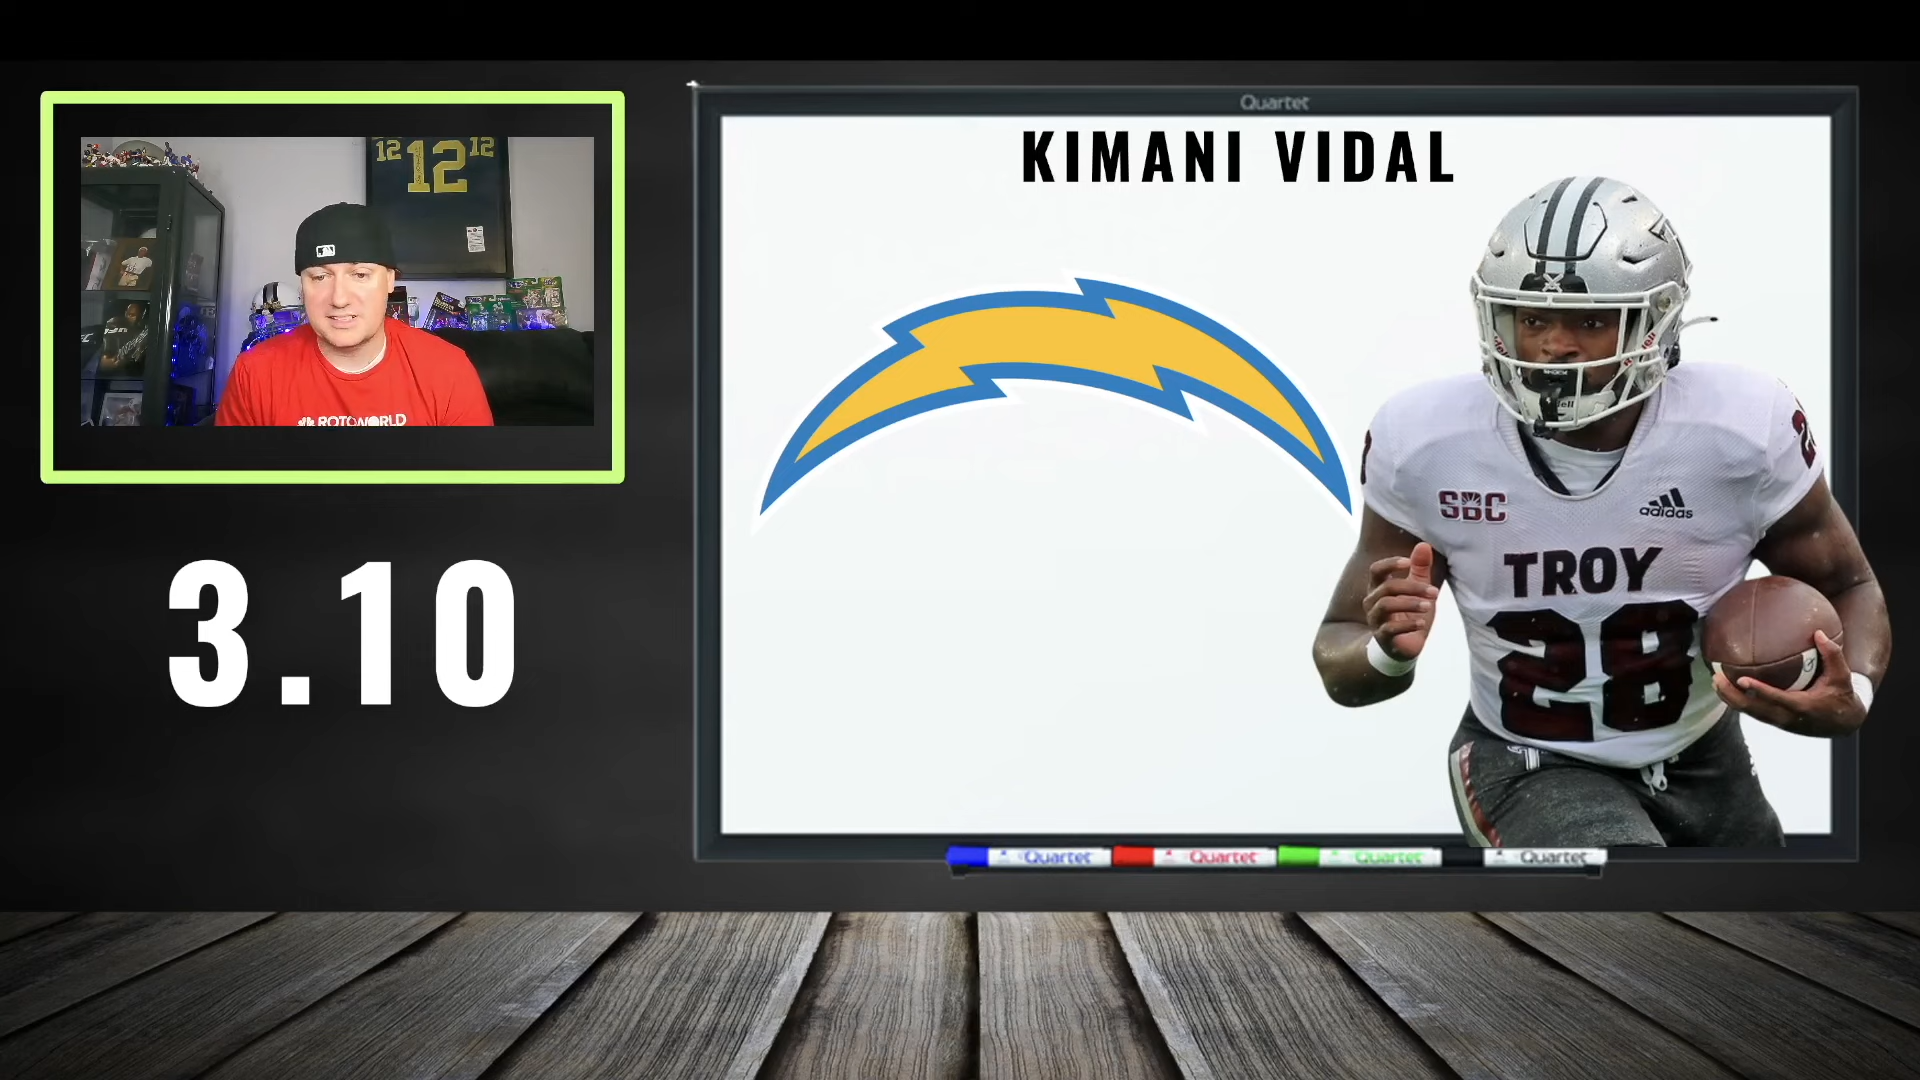 Quartet
KIMANI VIDAL
12 12 12
ROTOWORLD
3.10
SBC
adidas
TROY
28
Quartet Quartet Quartet Quartet